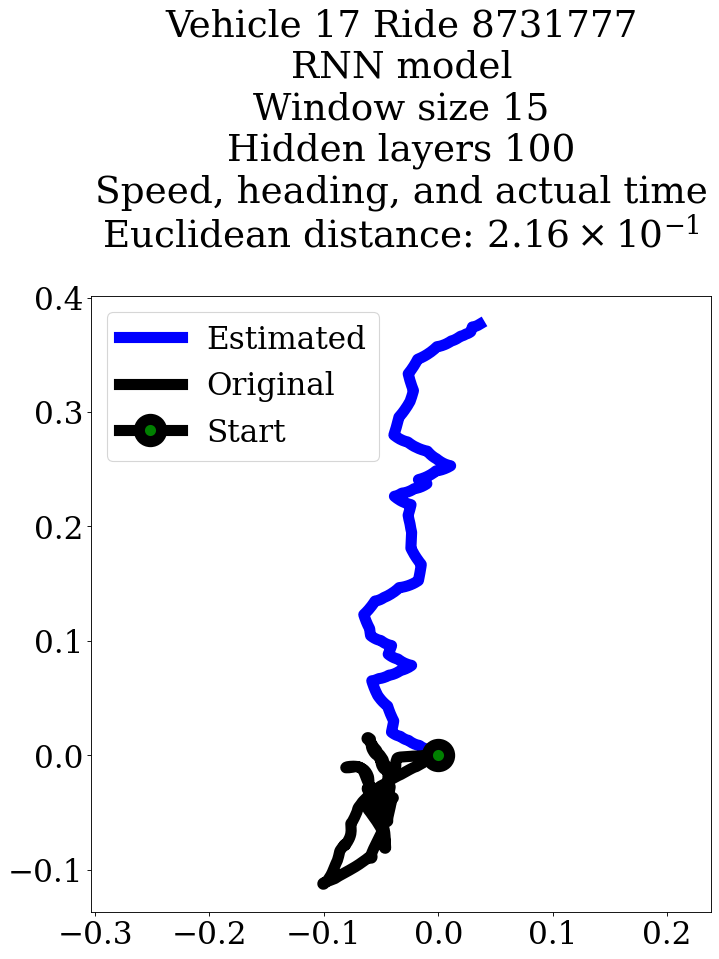 Vehicle 17 Ride 8731777
RNN model
Window size 15
Hidden layers 100
Speed, heading, and actual time
Euclidean distance: 2.16 × 10⁻¹
Estimated
Original
Start
0.4
0.3
0.2
0.1
0.0
−0.1
−0.3 −0.2 −0.1 0.0 0.1 0.2